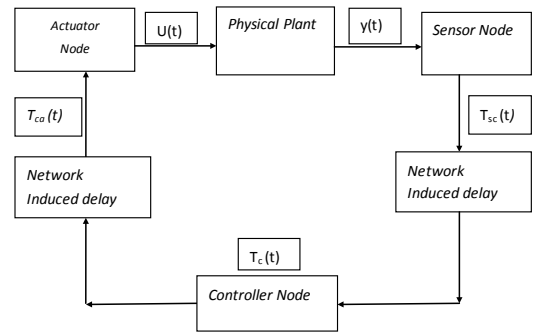 Actuator
Node
U(t)
Physical Plant
y(t)
Sensor Node
Tca(t)
Tsc(t)
Network
Induced delay
Network
Induced delay
Tc(t)
Controller Node